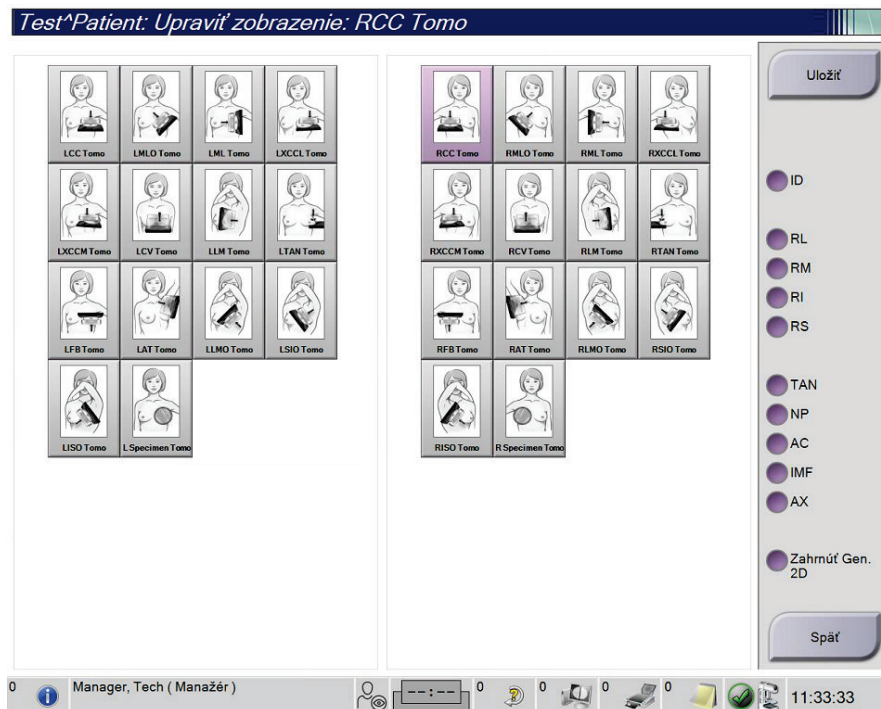 Test^Patient: Upraviť zobrazenie: RCC Tomo
LCC Tomo LMLO Tomo LML Tomo LXCCL Tomo
LXCCM Tomo LCV Tomo LLM Tomo LTAN Tomo
LFB Tomo LAT Tomo LLMO Tomo LSIO Tomo
LISO Tomo L Specimen Tomo
RCC Tomo RMLO Tomo RML Tomo RXCCL Tomo
RXCCM Tomo RCV Tomo RLM Tomo RTAN Tomo
RFB Tomo RAT Tomo RLMO Tomo RSIO Tomo
RISO Tomo R Specimen Tomo
Uložiť
ID
RL
RM
RI
RS
TAN
NP
AC
IMF
AX
Zahrnúť Gen.
2D
Späť
0 Manager, Tech ( Manažér ) --:-- 0 0 0 0 11:33:33